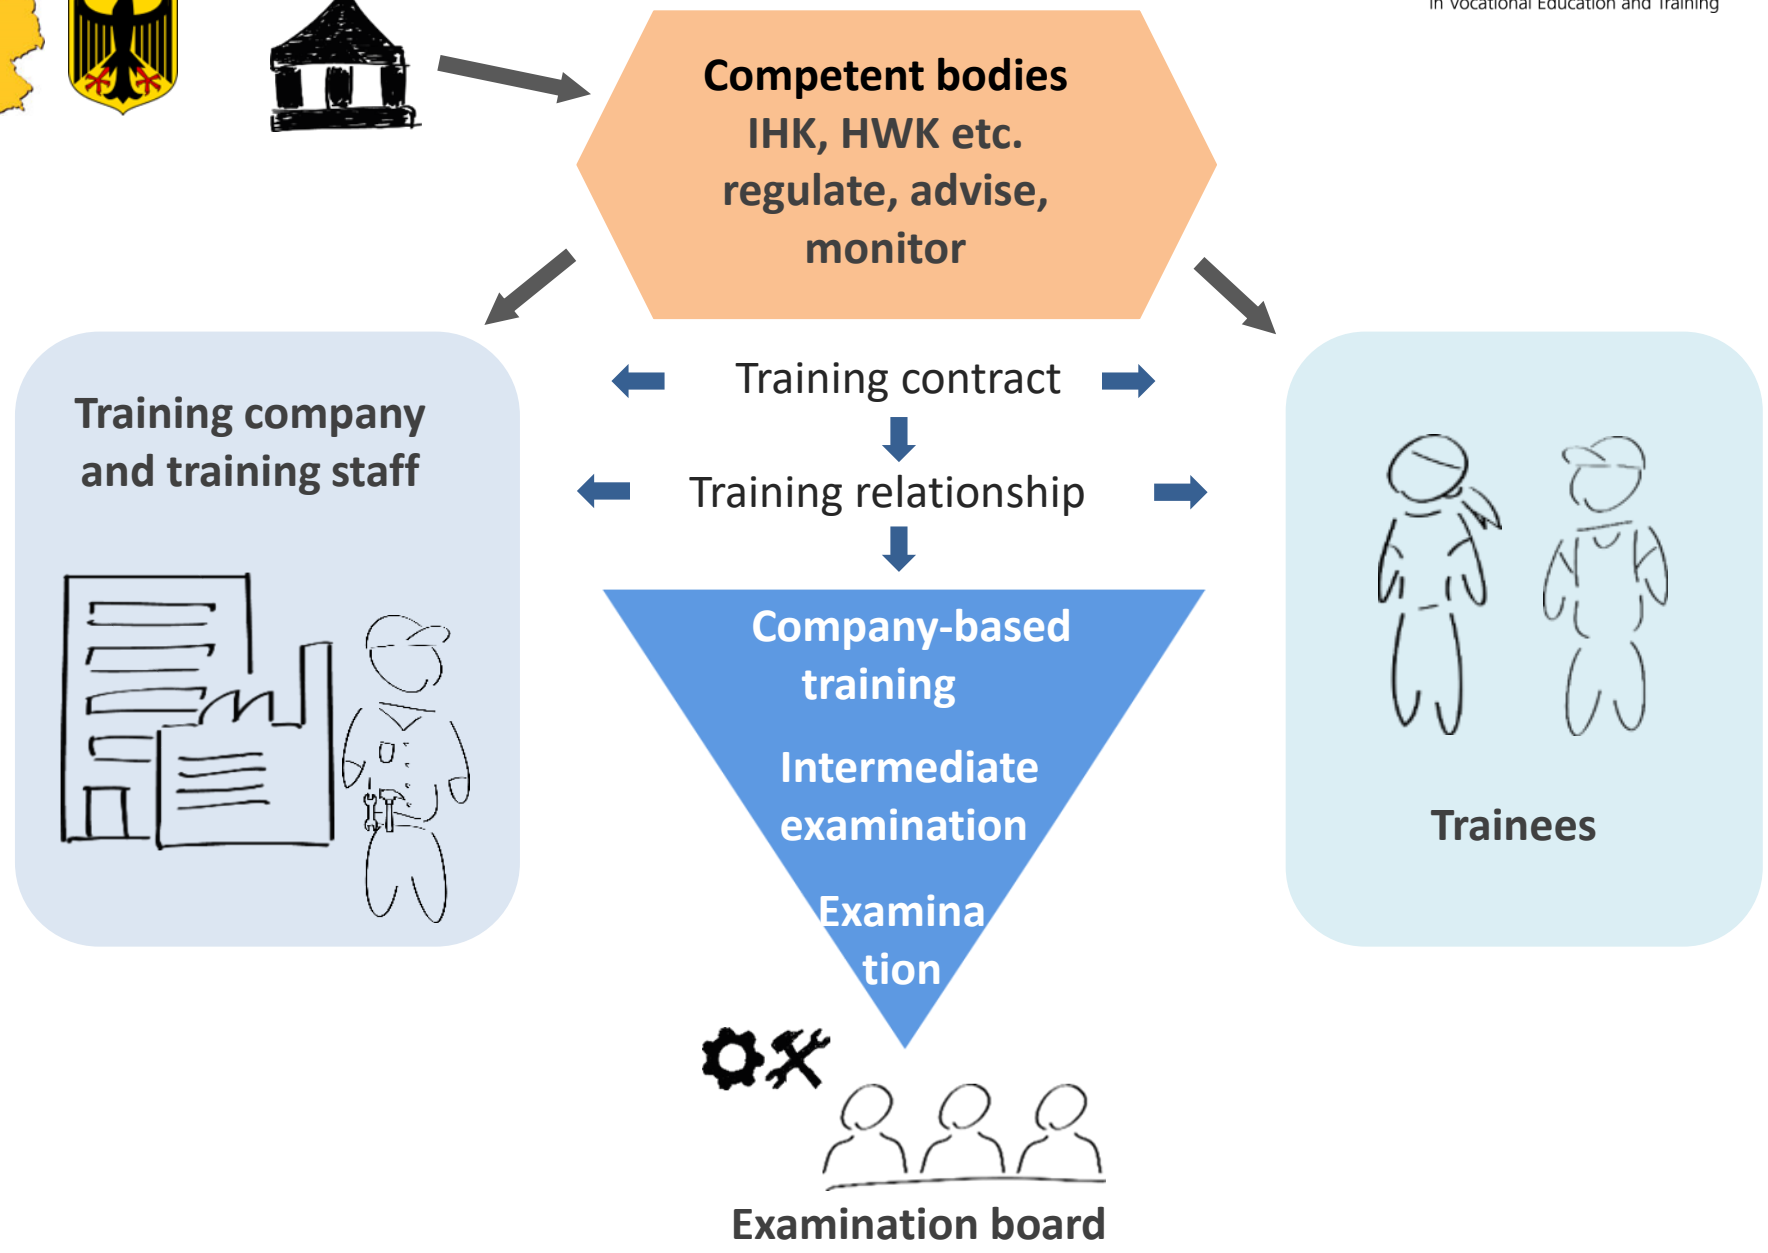 in Vocational Education and Training
Competent bodies
IHK, HWK etc.
regulate, advise,
monitor
Training contract
Training company
and training staff
Training relationship
Company-based
training
Intermediate
examination
Trainees
Examina
tion
Examination board